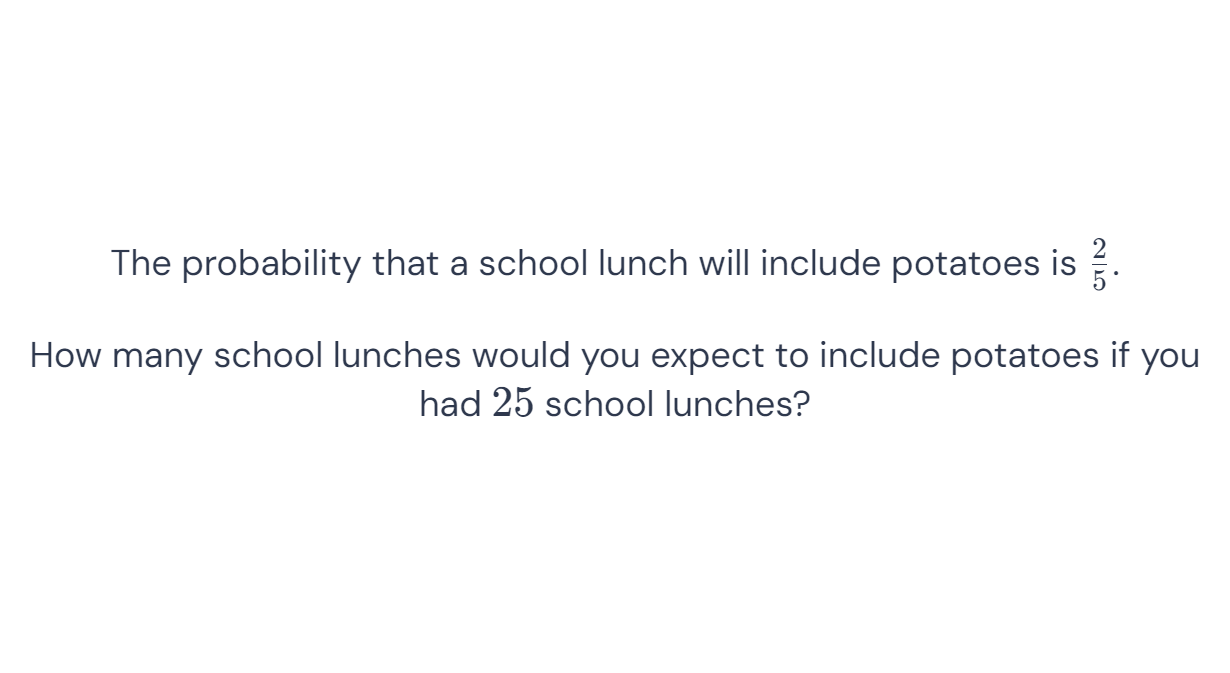 The probability that a school lunch will include potatoes is 2/5.
How many school lunches would you expect to include potatoes if you
had 25 school lunches?